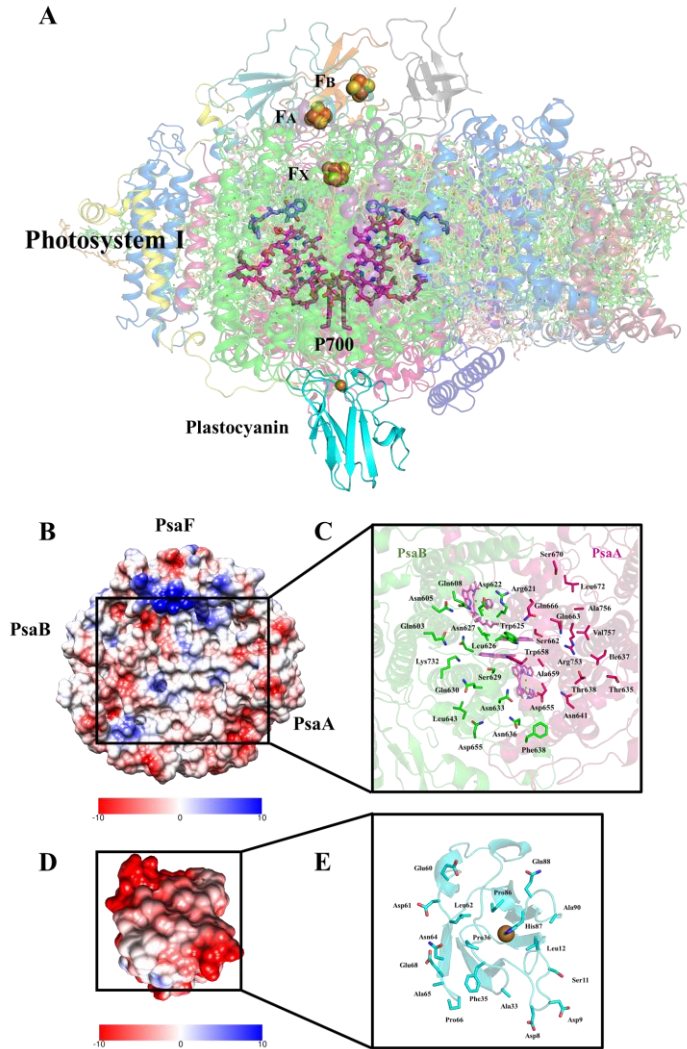 A
FB
FA
FX
Photosystem I
P700
Plastocyanin
B
PsaF
PsaB
PsaA
-10 0 10
C
PsaB
PsaA
Ser670
Leu672
Gln608
Asp622
Arg621
Asn605
Gln666
Gln663
Ala756
Gln603
Asn627
Trp625
Ser662
Val757
Leu626
Trp658
Arg753
Ile637
Lys732
Ser629
Ala659
Thr638
Thr635
Gln630
Asn633
Asp655
Asn641
Leu643
Asn636
Asp655
Phe638
D
-10 0 10
E
Glu60
Gln88
Pro86
Asp61
Leu62
Ala90
His87
Asn64
Pro36
Leu12
Glu68
Ser11
Ala65
Phe35
Ala33
Pro66
Asp9
Asp8